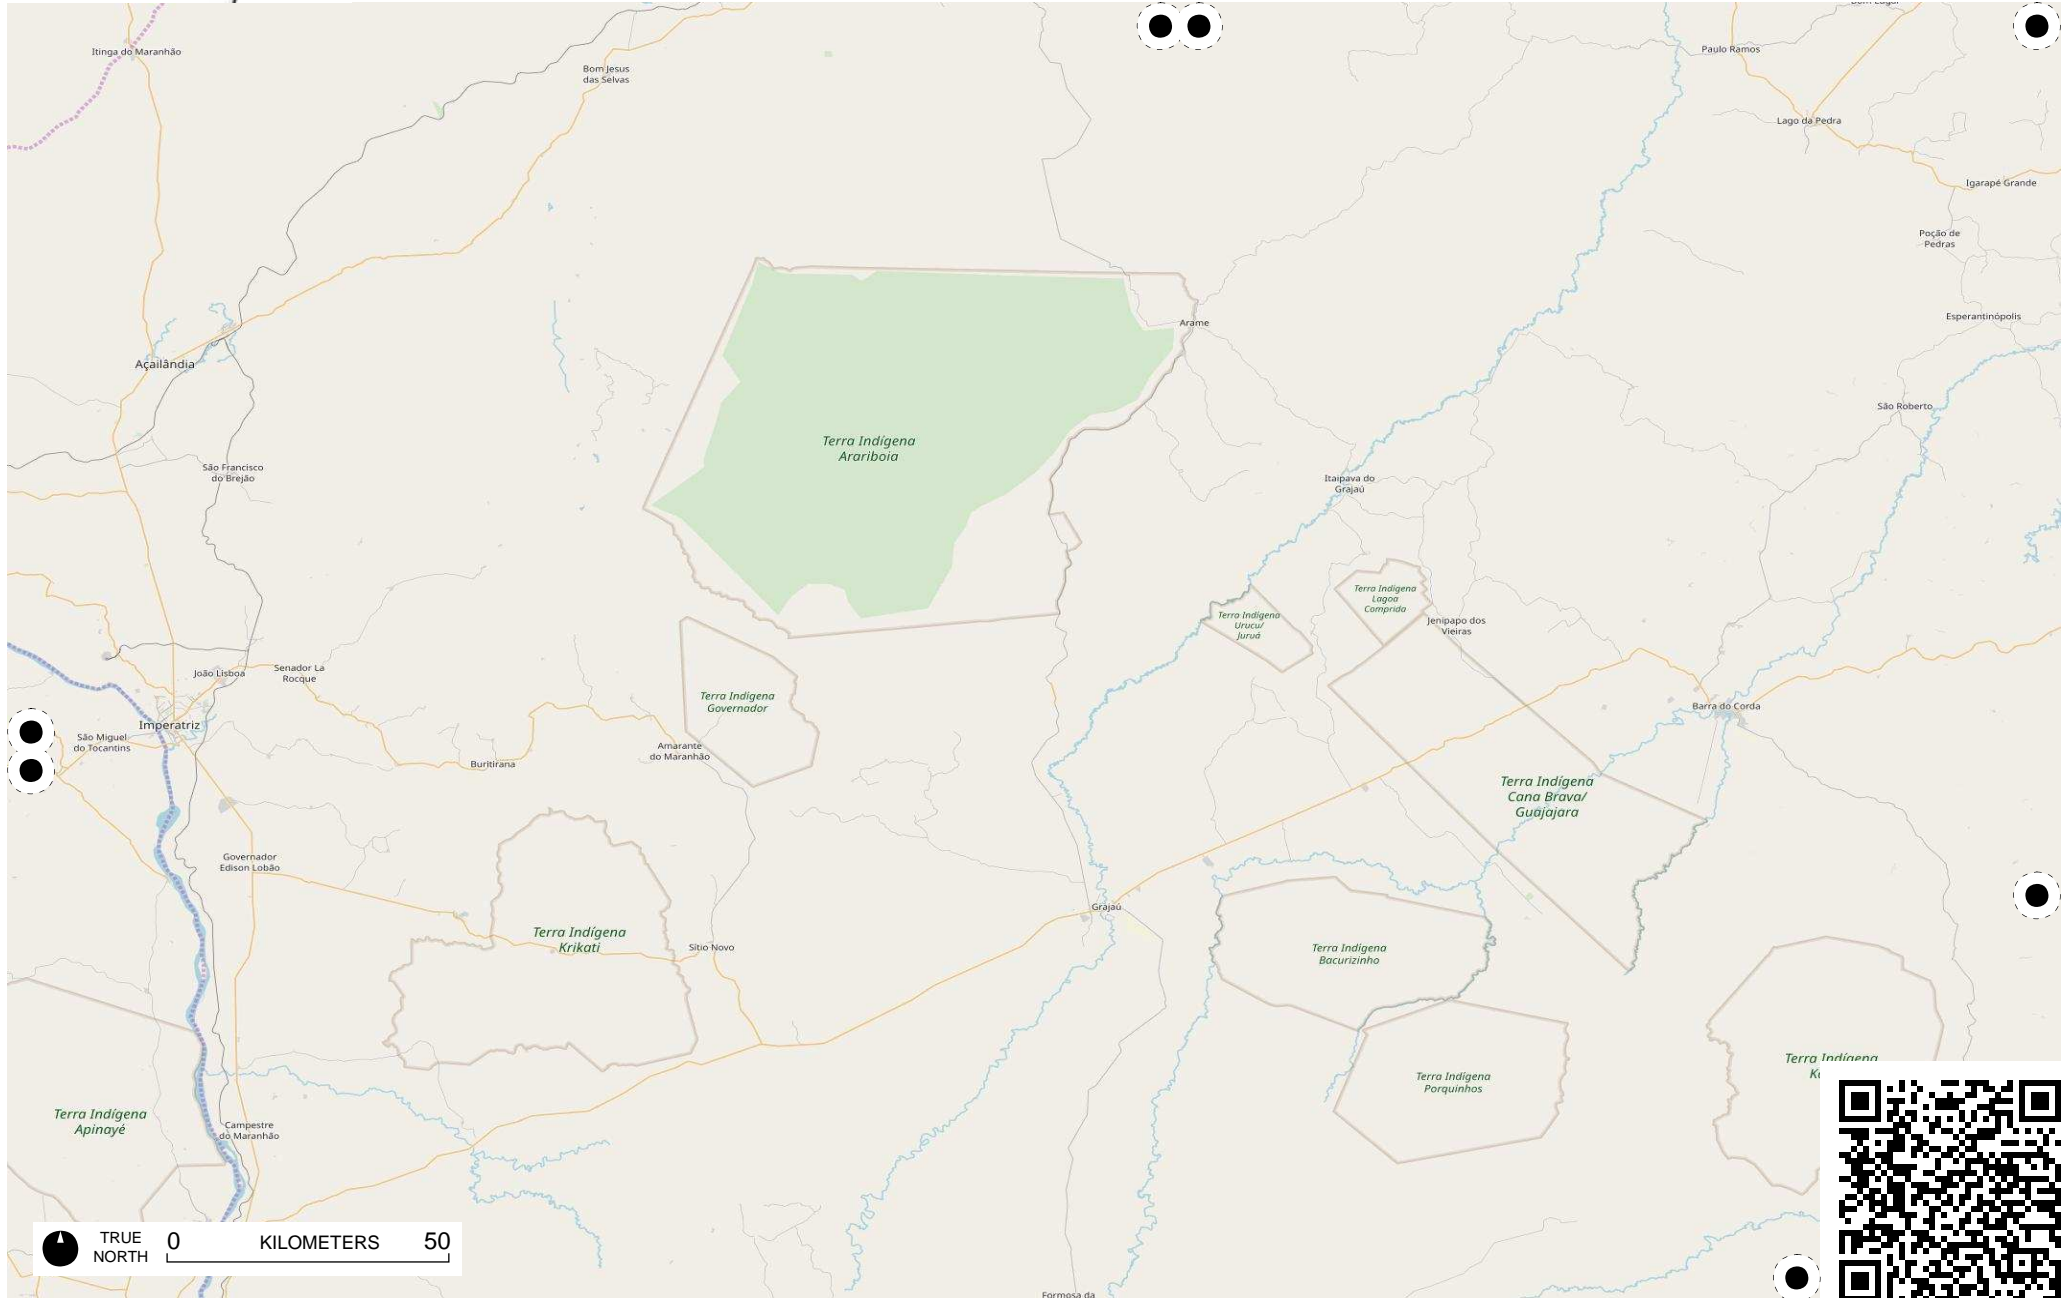 Itinga do Maranhão
Bom Jesus
das Selvas
Paulo Ramos
Lago da Pedra
Igarapé Grande
Poção de
Pedras
Esperantinópolis
Arame
Açailândia
São Roberto
Terra Indígena
Arariboia
São Francisco
do Brejão
Itaipava do
Grajaú
Terra Indígena
Lagoa
Comprida
Terra Indígena
Urucu/
Juruá
Jenipapo dos
Vieiras
João Lisboa
Senador La
Rocque
Terra Indígena
Governador
Barra do Corda
Imperatriz
São Miguel
do Tocantins
Amarante
do Maranhão
Buritirana
Terra Indígena
Cana Brava/
Guajajara
Governador
Edison Lobão
Grajaú
Terra Indígena
Krikati
Sítio Novo
Terra Indígena
Bacurizinho
Terra Indígena
Terra Indígena
Porquinhos
Terra Indígena
Apinayé
Campestre
do Maranhão
TRUE
NORTH
0 KILOMETERS 50
Formosa da